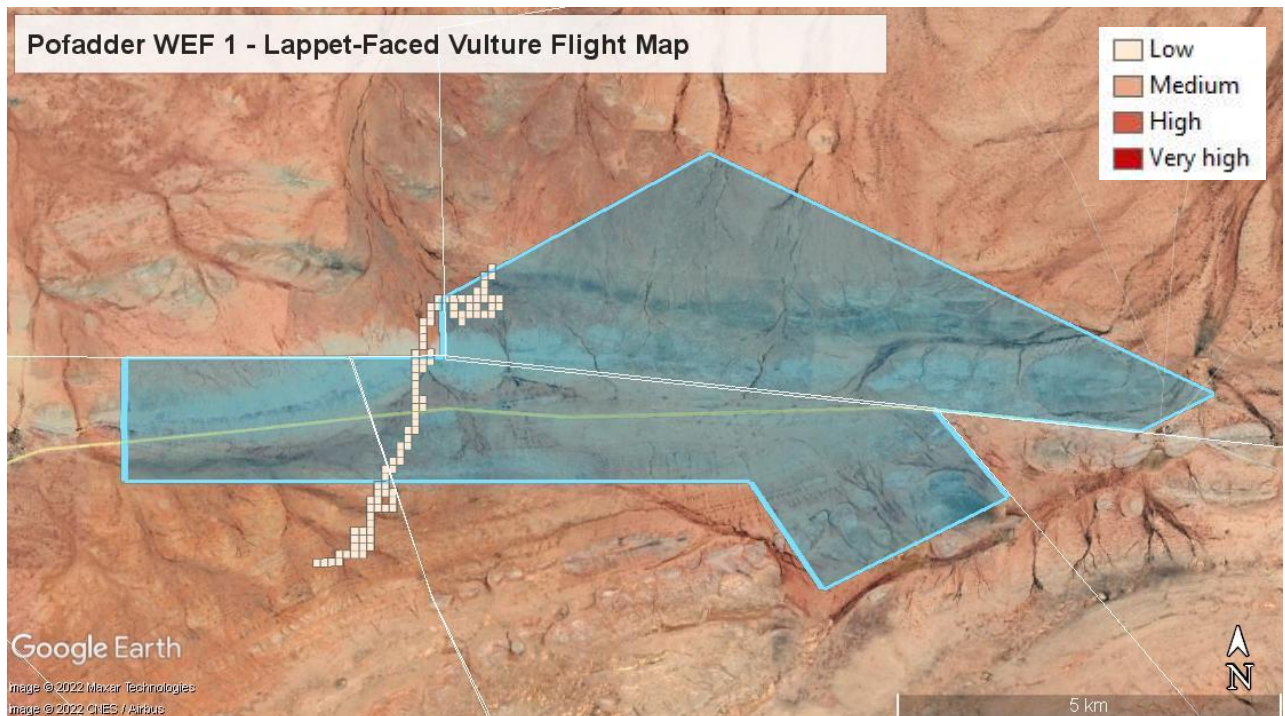 Pofadder WEF 1 - Lappet-Faced Vulture Flight Map
Low
Medium
High
Very high
Google Earth
Image © 2022 Maxar Technologies
Image © 2022 CNES / Airbus
N
5 km